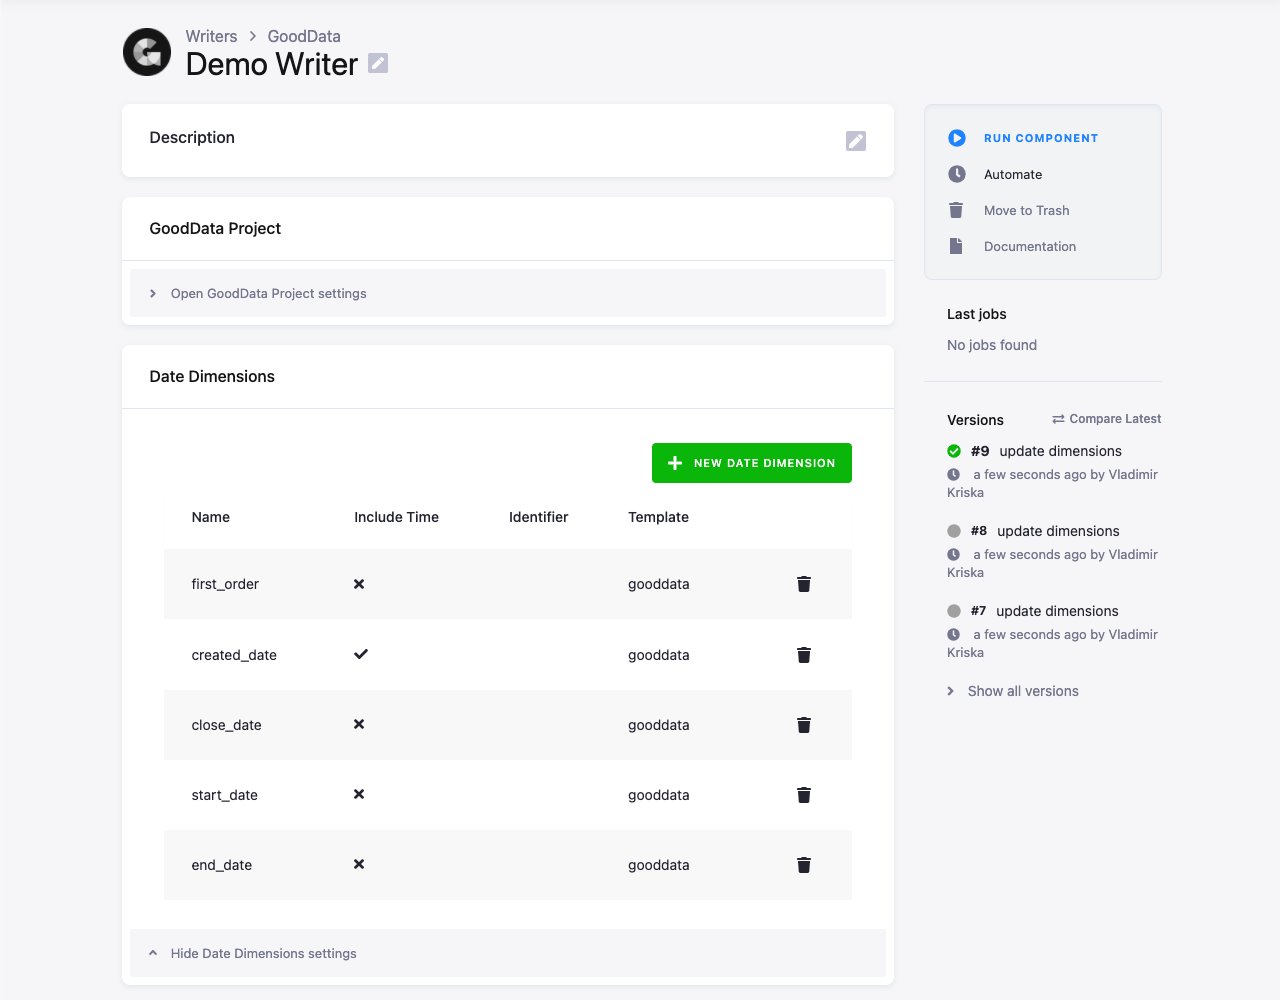 Writers > GoodData
Demo Writer
Description
GoodData Project
Open GoodData Project settings
Date Dimensions
NEW DATE DIMENSION
Name Include Time Identifier Template
first_order gooddata
created_date gooddata
close_date gooddata
start_date gooddata
end_date gooddata
Hide Date Dimensions settings
RUN COMPONENT
Automate
Move to Trash
Documentation
Last jobs
No jobs found
Versions Compare Latest
#9 update dimensions
a few seconds ago by Vladimir
Kriska
#8 update dimensions
a few seconds ago by Vladimir
Kriska
#7 update dimensions
a few seconds ago by Vladimir
Kriska
Show all versions